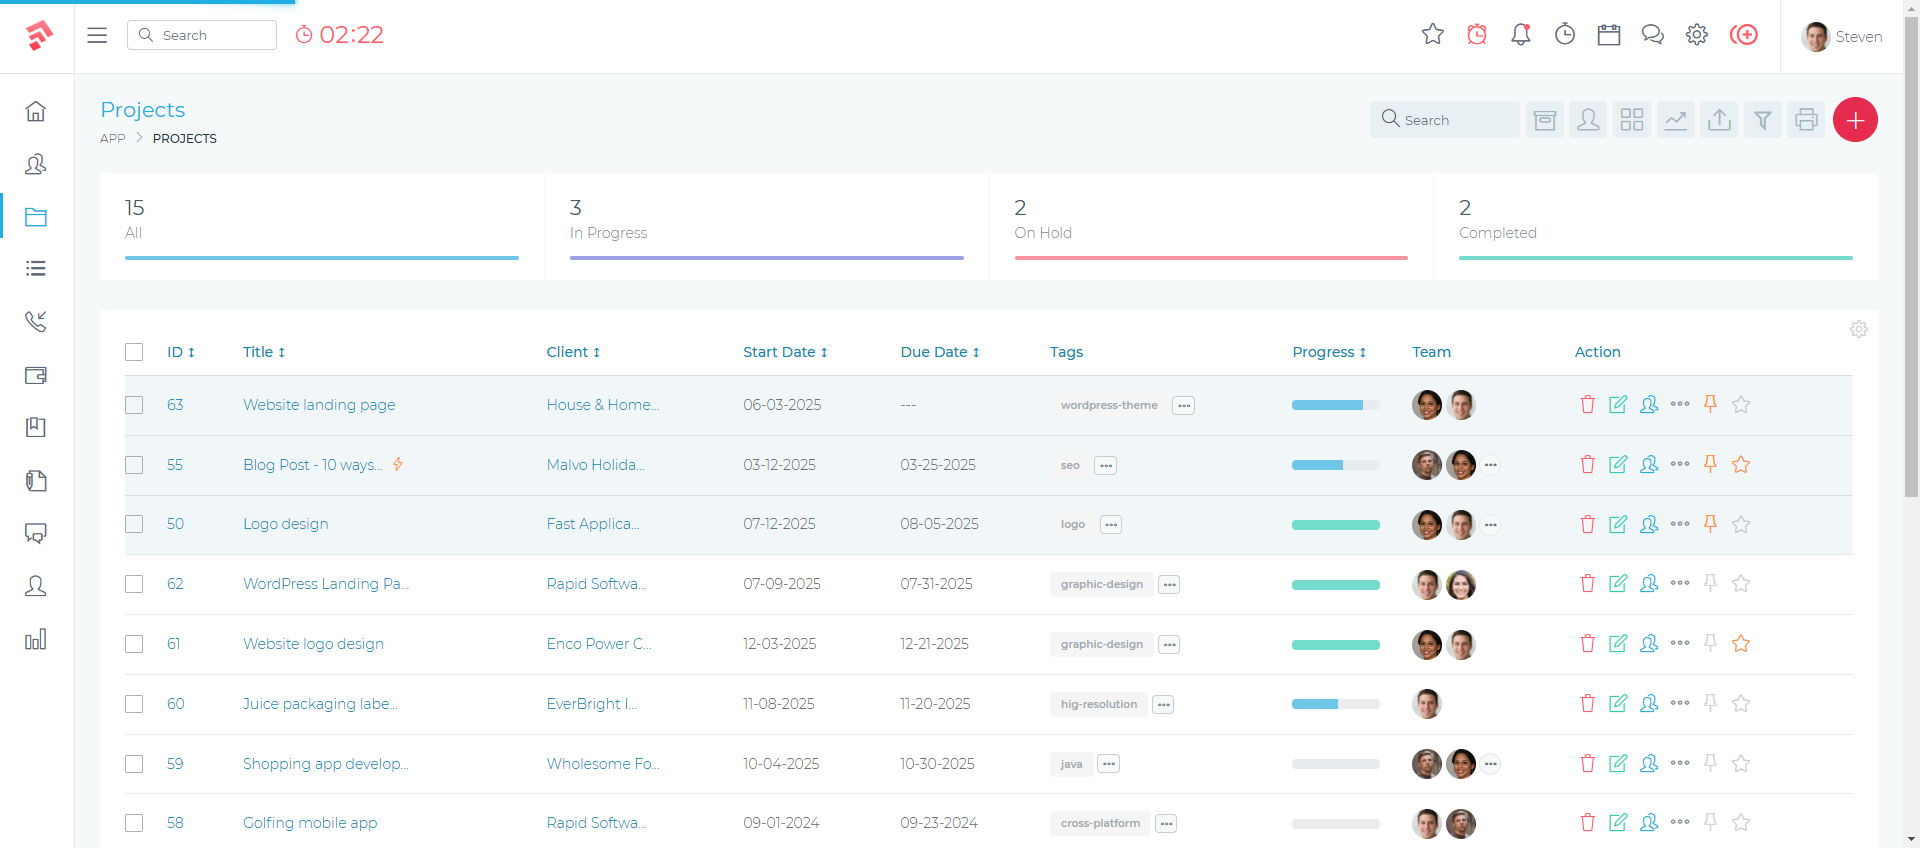 Search 02:22 Steven
Projects
APP PROJECTS
Search
15 3 2 2
All In Progress On Hold Completed
ID Title Client Start Date Due Date Tags Progress Team Action
63 Website landing page House & Home... 06-03-2025 --- wordpress-theme
55 Blog Post - 10 ways... Malvo Holida... 03-12-2025 03-25-2025 seo
50 Logo design Fast Applica... 07-12-2025 08-05-2025 logo
62 WordPress Landing Pa... Rapid Softwa... 07-09-2025 07-31-2025 graphic-design
61 Website logo design Enco Power C... 12-03-2025 12-21-2025 graphic-design
60 Juice packaging labe... EverBright I... 11-08-2025 11-20-2025 hig-resolution
59 Shopping app develop... Wholesome Fo... 10-04-2025 10-30-2025 java
58 Golfing mobile app Rapid Softwa... 09-01-2024 09-23-2024 cross-platform